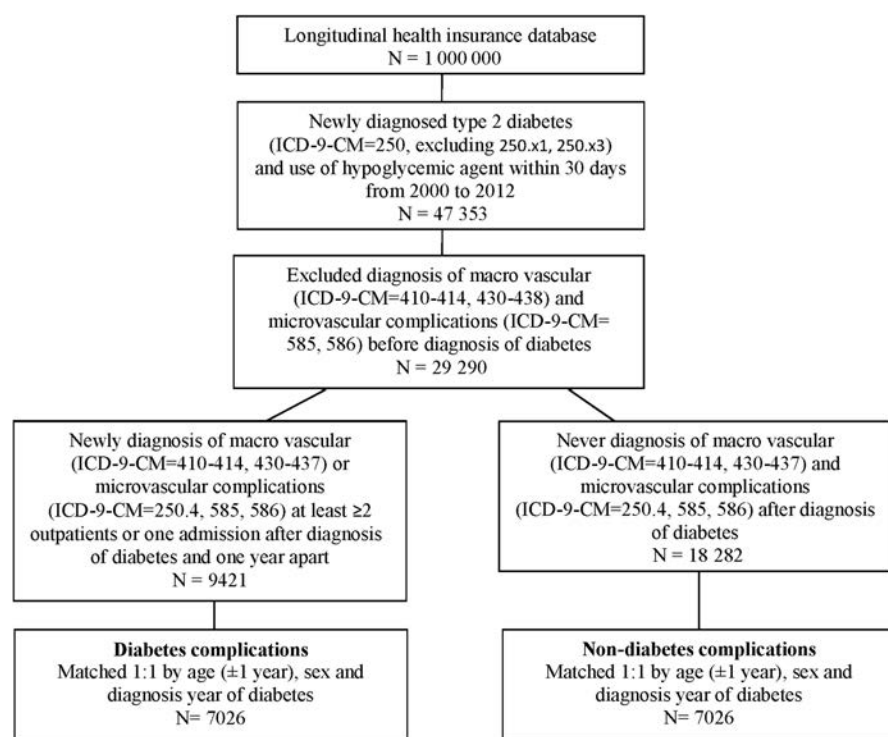 Longitudinal health insurance database
N = 1 000 000
Newly diagnosed type 2 diabetes
(ICD-9-CM=250, excluding 250.x1, 250.x3)
and use of hypoglycemic agent within 30 days
from 2000 to 2012
N = 47 353
Excluded diagnosis of macro vascular
(ICD-9-CM=410-414, 430-438) and
microvascular complications (ICD-9-CM=
585, 586) before diagnosis of diabetes
N = 29 290
Newly diagnosis of macro vascular
(ICD-9-CM=410-414, 430-437) or
microvascular complications
(ICD-9-CM=250.4, 585, 586) at least ≥2
outpatients or one admission after diagnosis
of diabetes and one year apart
N = 9421
Never diagnosis of macro vascular
(ICD-9-CM=410-414, 430-437) and
microvascular complications
(ICD-9-CM=250.4, 585, 586) after diagnosis
of diabetes
N = 18 282
Diabetes complications
Matched 1:1 by age (±1 year), sex and
diagnosis year of diabetes
N= 7026
Non-diabetes complications
Matched 1:1 by age (±1 year), sex and
diagnosis year of diabetes
N= 7026